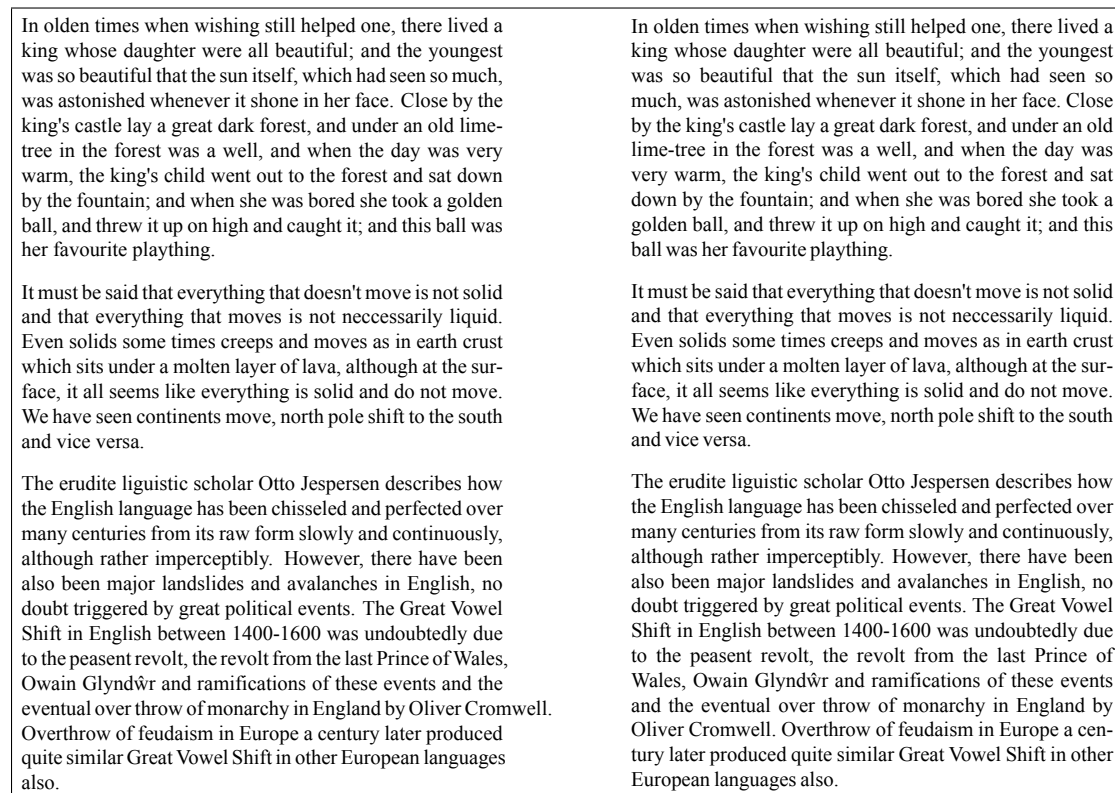 In olden times when wishing still helped one, there lived a
king whose daughter were all beautiful; and the youngest
was so beautiful that the sun itself, which had seen so much,
was astonished whenever it shone in her face. Close by the
king's castle lay a great dark forest, and under an old lime-
tree in the forest was a well, and when the day was very
warm, the king's child went out to the forest and sat down
by the fountain; and when she was bored she took a golden
ball, and threw it up on high and caught it; and this ball was
her favourite plaything.
It must be said that everything that doesn't move is not solid
and that everything that moves is not neccessarily liquid.
Even solids some times creeps and moves as in earth crust
which sits under a molten layer of lava, although at the sur-
face, it all seems like everything is solid and do not move.
We have seen continents move, north pole shift to the south
and vice versa.
The erudite liguistic scholar Otto Jespersen describes how
the English language has been chisseled and perfected over
many centuries from its raw form slowly and continuously,
although rather imperceptibly. However, there have been
also been major landslides and avalanches in English, no
doubt triggered by great political events. The Great Vowel
Shift in English between 1400-1600 was undoubtedly due
to the peasent revolt, the revolt from the last Prince of Wales,
Owain Glyndŵr and ramifications of these events and the
eventual over throw of monarchy in England by Oliver Cromwell.
Overthrow of feudaism in Europe a century later produced
quite similar Great Vowel Shift in other European languages
also.
In olden times when wishing still helped one, there lived a
king whose daughter were all beautiful; and the youngest
was so beautiful that the sun itself, which had seen so
much, was astonished whenever it shone in her face. Close
by the king's castle lay a great dark forest, and under an old
lime-tree in the forest was a well, and when the day was
very warm, the king's child went out to the forest and sat
down by the fountain; and when she was bored she took a
golden ball, and threw it up on high and caught it; and this
ball was her favourite plaything.
It must be said that everything that doesn't move is not solid
and that everything that moves is not neccessarily liquid.
Even solids some times creeps and moves as in earth crust
which sits under a molten layer of lava, although at the sur-
face, it all seems like everything is solid and do not move.
We have seen continents move, north pole shift to the south
and vice versa.
The erudite liguistic scholar Otto Jespersen describes how
the English language has been chisseled and perfected over
many centuries from its raw form slowly and continuously,
although rather imperceptibly. However, there have been
also been major landslides and avalanches in English, no
doubt triggered by great political events. The Great Vowel
Shift in English between 1400-1600 was undoubtedly due
to the peasent revolt, the revolt from the last Prince of
Wales, Owain Glyndŵr and ramifications of these events
and the eventual over throw of monarchy in England by
Oliver Cromwell. Overthrow of feudaism in Europe a cen-
tury later produced quite similar Great Vowel Shift in other
European languages also.